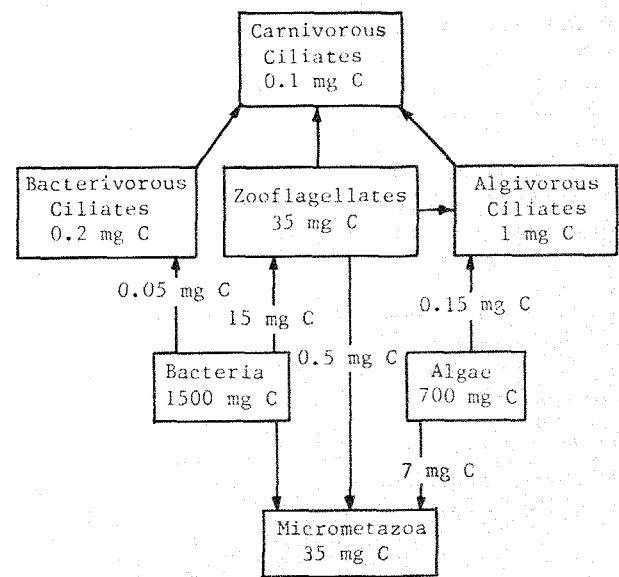 Carnivorous
Ciliates
0.1 mg C
Bacterivorous
Ciliates
0.2 mg C
Zooflagellates
35 mg C
Algivorous
Ciliates
1 mg C
0.05 mg C
15 mg C
0.5 mg C
0.15 mg C
Bacteria
1500 mg C
Algae
700 mg C
7 mg C
Micrometazoa
35 mg C